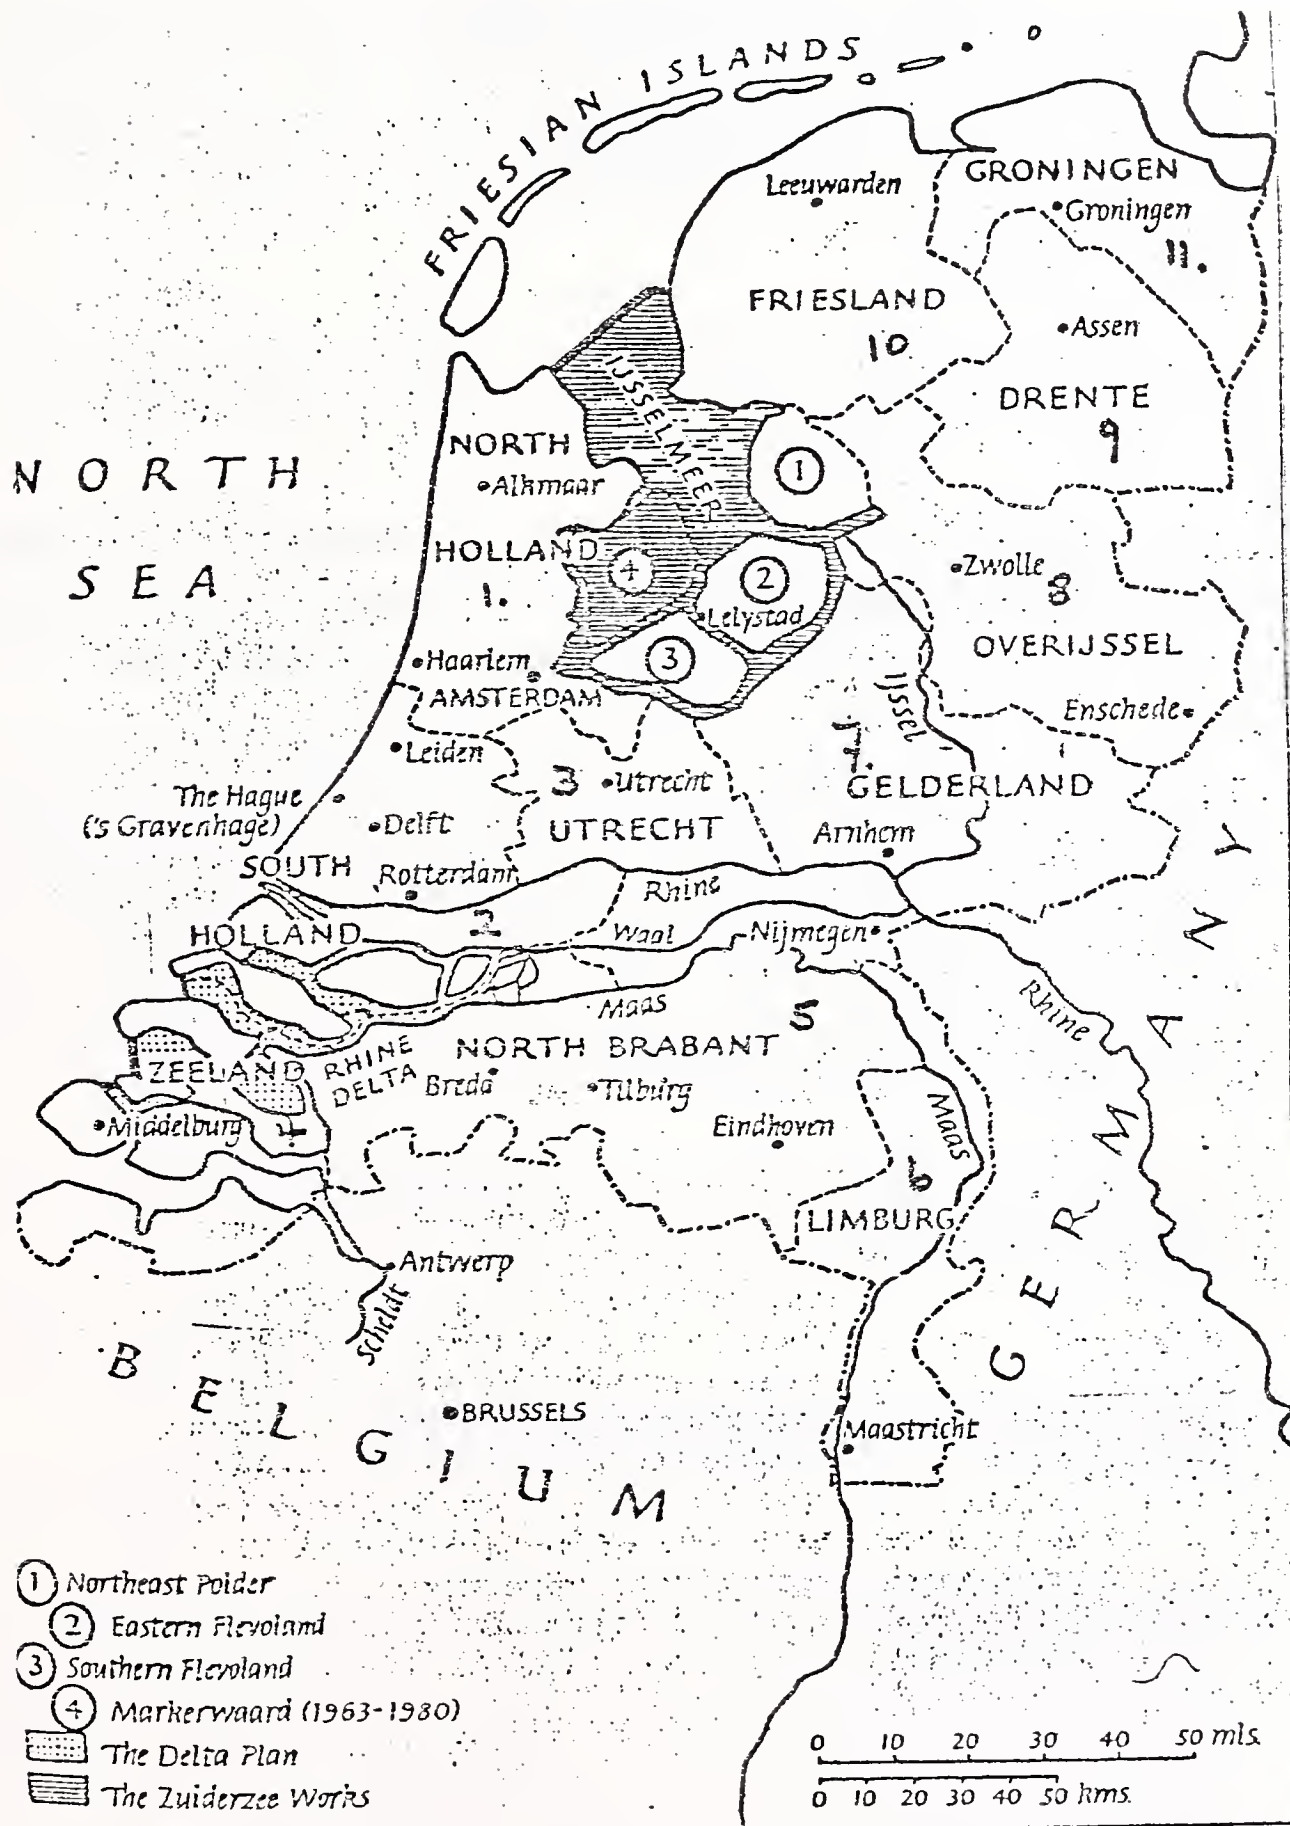 FRIESIAN ISLANDS
Leeuwarden
GRONINGEN
Groningen
11.
FRIESLAND
10
Assen
DRENTE
9
NORTH
SEA
IJSSELMEER
NORTH
Alkmaar
HOLLAND
1.
1
4
2
Lelystad
3
Zwolle
8
OVERIJSSEL
Haarlem
AMSTERDAM
IJssel
Enschede
Leiden
7.
GELDERLAND
3
Utrecht
UTRECHT
The Hague
('s Gravenhage)
Delft
Arnhem
SOUTH
Rotterdam
Rhine
2
HOLLAND
Waal
Nijmegen
Maas
5
Rhine
ZEELAND
RHINE
DELTA
NORTH BRABANT
Breda
Tilburg
Middelburg
4
Eindhoven
Maas
6
LIMBURG
GERMANY
Antwerp
Scheldt
BELGIUM
BRUSSELS
Maastricht
1 Northeast Polder
2 Eastern Flevoland
3 Southern Flevoland
4 Markerwaard (1963-1980)
The Delta Plan
The Zuiderzee Works
0 10 20 30 40 50 mls.
0 10 20 30 40 50 kms.